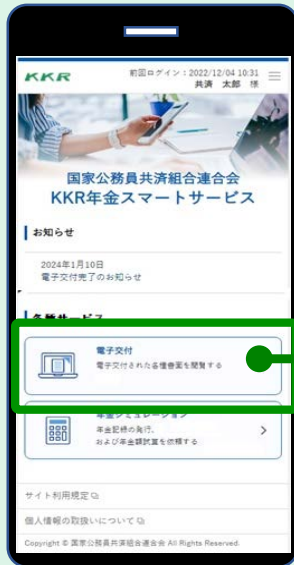 KKR
前回ログイン：2022/12/04 10:31
共済 太郎 様
国家公務員共済組合連合会
KKR年金スマートサービス
お知らせ
2024年1月10日
電子交付完了のお知らせ
各種サービス
電子交付
電子交付された各種書面を閲覧する
年金シミュレーション
年金記録の発行、
および年金額試算を依頼する
サイト利用規定
個人情報の取扱いについて
Copyright © 国家公務員共済組合連合会 All Rights Reserved.